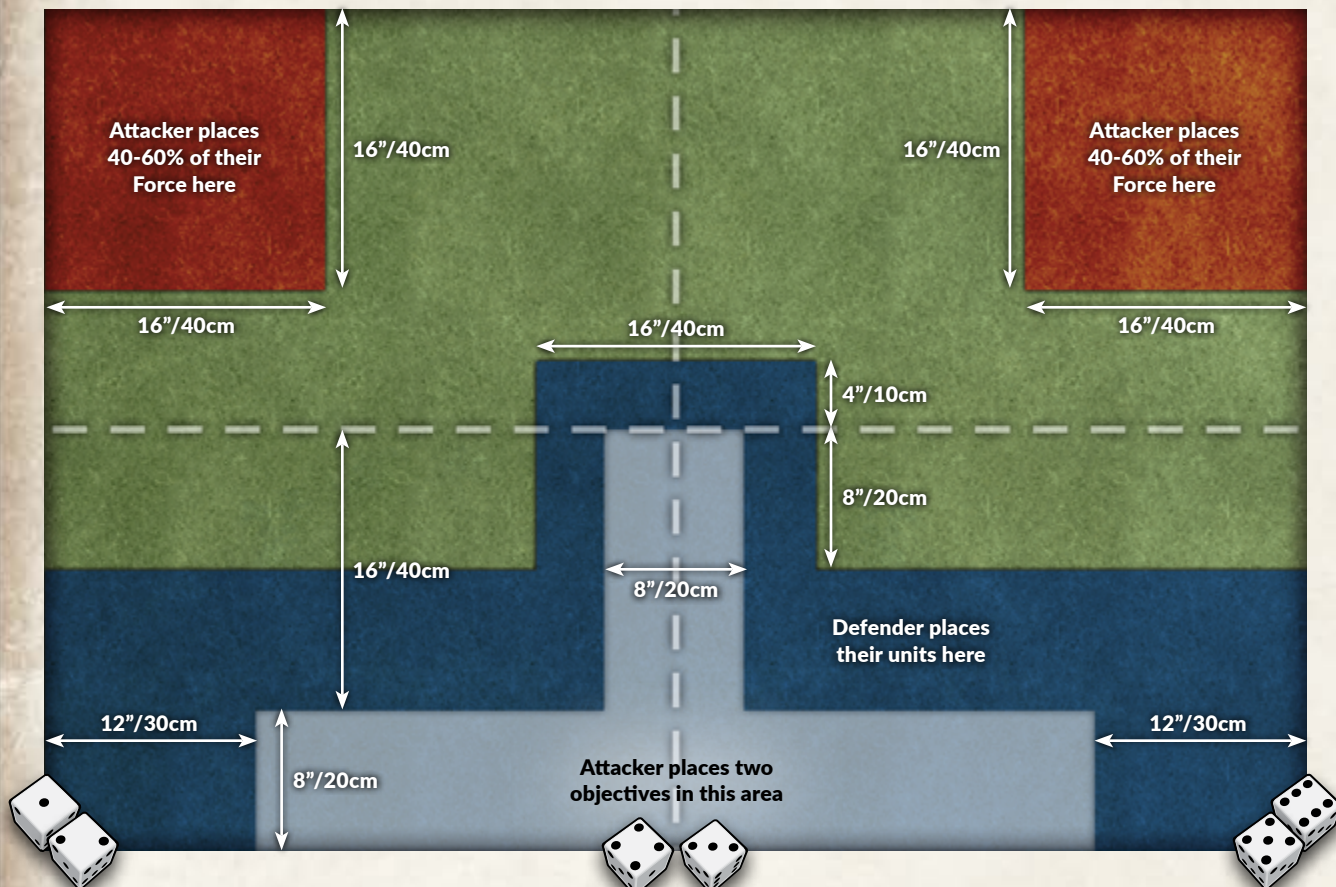 Attacker places
40-60% of their
Force here
16”/40cm
16”/40cm
Attacker places
40-60% of their
Force here
16”/40cm
16”/40cm
16”/40cm
4”/10cm
8”/20cm
16”/40cm
8”/20cm
Defender places
their units here
12”/30cm
12”/30cm
8”/20cm
Attacker places two
objectives in this area